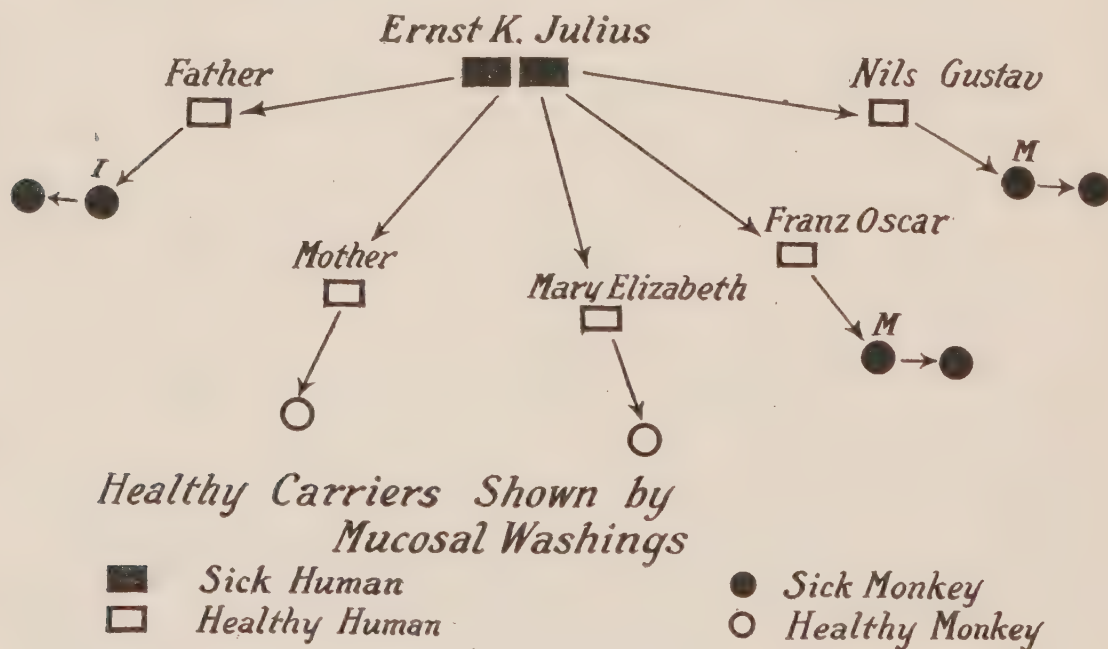 Ernst K. Julius
Father
Nils Gustav
I
M
Franz Oscar
Mother
Mary Elizabeth
M
Healthy Carriers Shown by
Mucosal Washings
Sick Human
Sick Monkey
Healthy Human
Healthy Monkey